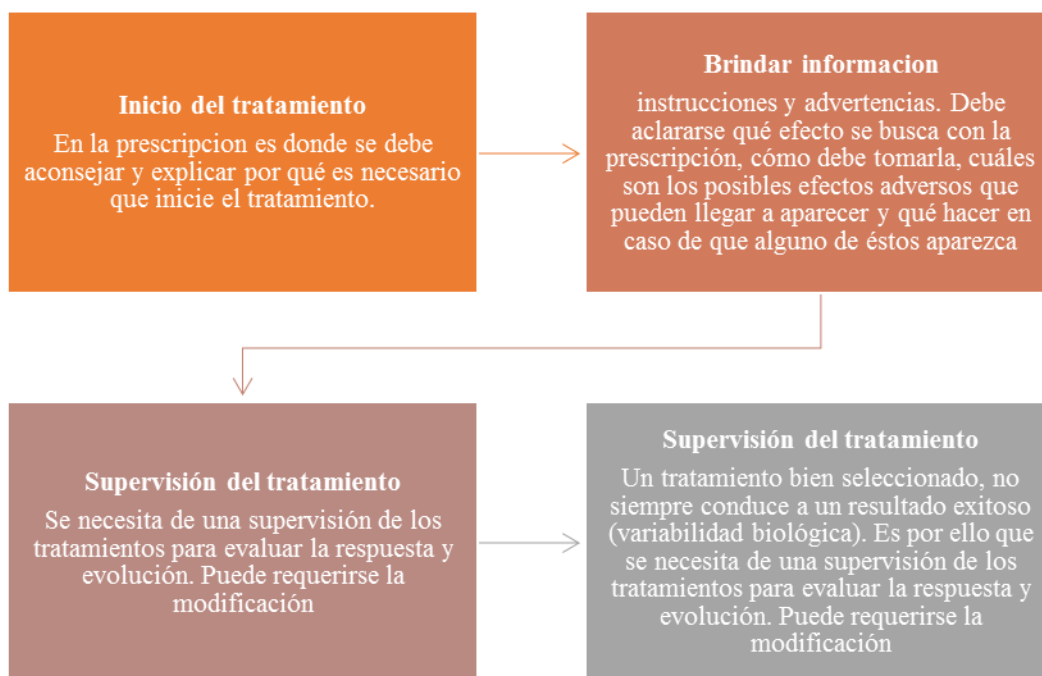 Inicio del tratamiento
En la prescripcion es donde se debe
aconsejar y explicar por qué es necesario
que inicie el tratamiento.
Brindar informacion
instrucciones y advertencias. Debe
aclararse qué efecto se busca con la
prescripción, cómo debe tomarla, cuáles
son los posibles efectos adversos que
pueden llegar a aparecer y qué hacer en
caso de que alguno de éstos aparezca
Supervisión del tratamiento
Se necesita de una supervisión de los
tratamientos para evaluar la respuesta y
evolución. Puede requerirse la
modificación
Supervisión del tratamiento
Un tratamiento bien seleccionado, no
siempre conduce a un resultado exitoso
(variabilidad biológica). Es por ello que
se necesita de una supervisión de los
tratamientos para evaluar la respuesta y
evolución. Puede requerirse la
modificación